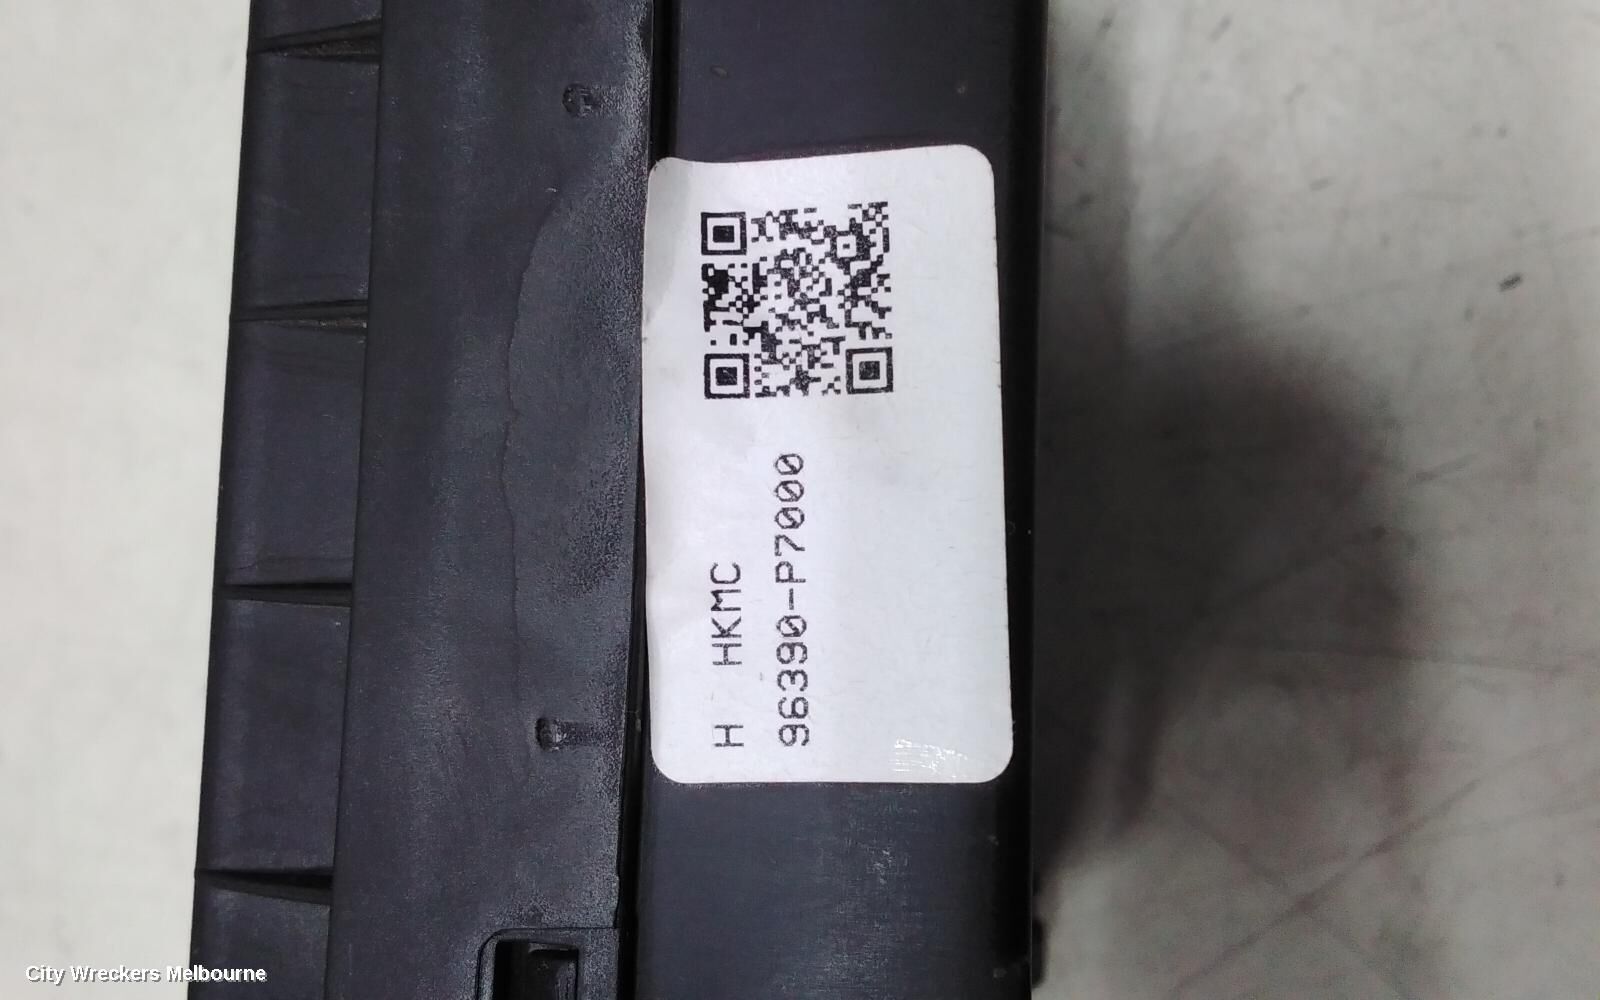 H HKMC
96390-P7000
City Wreckers Melbourne